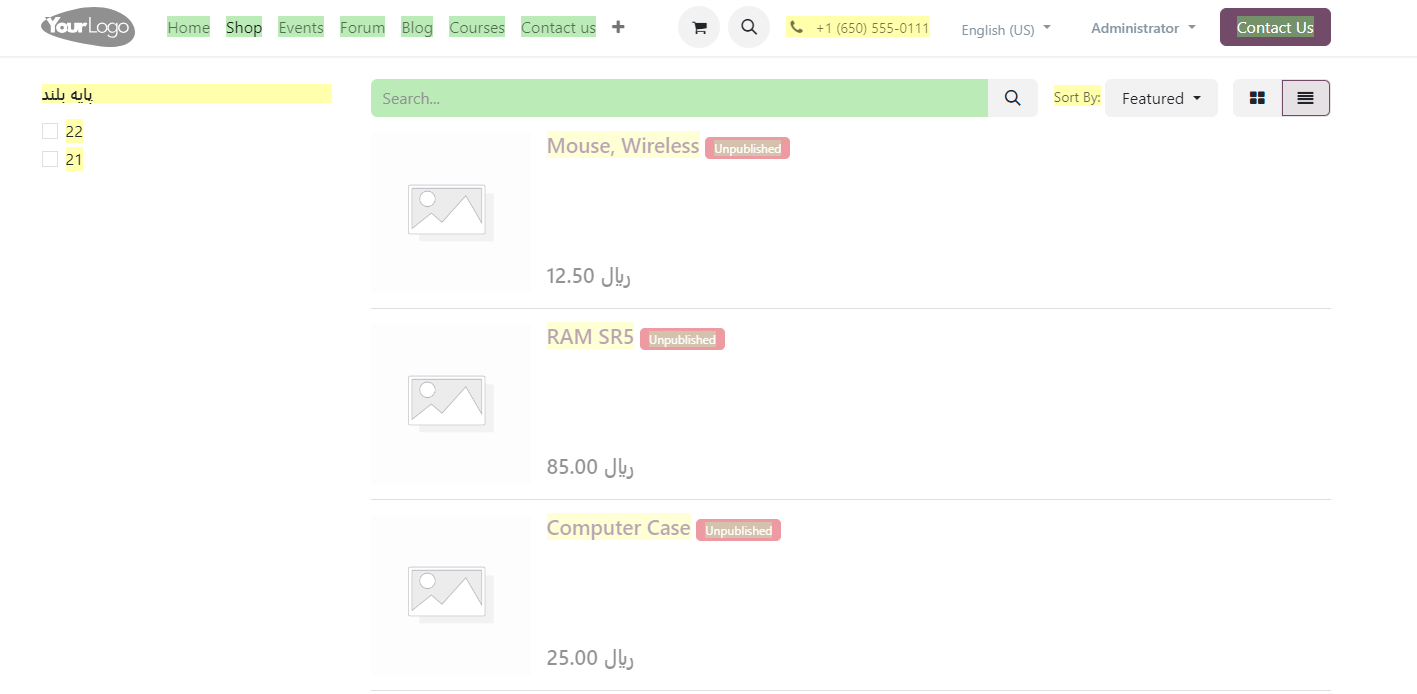 YourLogo Home Shop Events Forum Blog Courses Contact us +1 (650) 555-0111 English (US) Administrator Contact Us
پایه بلند
22
21
Search... Sort By: Featured
Mouse, Wireless Unpublished
12.50 ریال
RAM SR5 Unpublished
85.00 ریال
Computer Case Unpublished
25.00 ریال